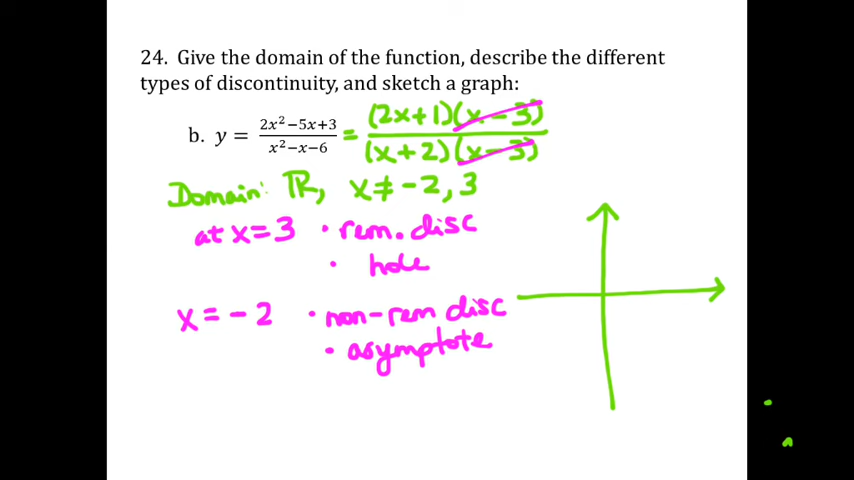 24. Give the domain of the function, describe the different
types of discontinuity, and sketch a graph:
b. y = (2x² −5x+3)/(x² −x−6) = (2x+1)(x−3)/(x+2)(x−3)
Domain: ℝ, x ≠ −2, 3
at x=3 • rem. disc
• hole
x = −2 • non-rem disc
• asymptote